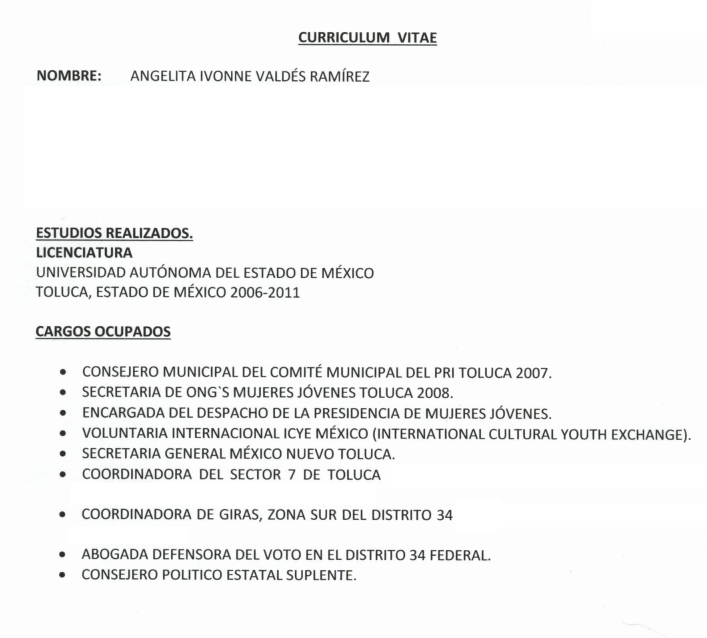 CURRICULUM VITAE
NOMBRE: ANGELITA IVONNE VALDÉS RAMÍREZ
ESTUDIOS REALIZADOS.
LICENCIATURA
UNIVERSIDAD AUTÓNOMA DEL ESTADO DE MÉXICO
TOLUCA, ESTADO DE MÉXICO 2006-2011
CARGOS OCUPADOS
• CONSEJERO MUNICIPAL DEL COMITÉ MUNICIPAL DEL PRI TOLUCA 2007.
• SECRETARIA DE ONG`S MUJERES JÓVENES TOLUCA 2008.
• ENCARGADA DEL DESPACHO DE LA PRESIDENCIA DE MUJERES JÓVENES.
• VOLUNTARIA INTERNACIONAL ICYE MÉXICO (INTERNATIONAL CULTURAL YOUTH EXCHANGE).
• SECRETARIA GENERAL MÉXICO NUEVO TOLUCA.
• COORDINADORA DEL SECTOR 7 DE TOLUCA
• COORDINADORA DE GIRAS, ZONA SUR DEL DISTRITO 34
• ABOGADA DEFENSORA DEL VOTO EN EL DISTRITO 34 FEDERAL.
• CONSEJERO POLITICO ESTATAL SUPLENTE.